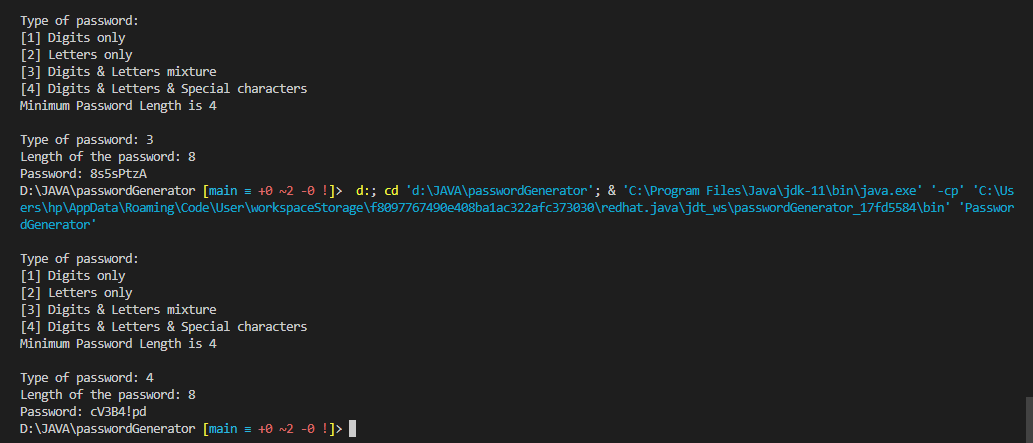 Type of password:
[1] Digits only
[2] Letters only
[3] Digits & Letters mixture
[4] Digits & Letters & Special characters
Minimum Password Length is 4
Type of password: 3
Length of the password: 8
Password: 8s5sPtzA
D:\JAVA\passwordGenerator [main ≡ +0 ~2 -0 !]>  d:; cd 'd:\JAVA\passwordGenerator'; & 'C:\Program Files\Java\jdk-11\bin\java.exe' '-cp' 'C:\Us
ers\hp\AppData\Roaming\Code\User\workspaceStorage\f8097767490e408ba1ac322afc373030\redhat.java\jdt_ws\passwordGenerator_17fd5584\bin' 'Passwor
dGenerator'
Type of password:
[1] Digits only
[2] Letters only
[3] Digits & Letters mixture
[4] Digits & Letters & Special characters
Minimum Password Length is 4
Type of password: 4
Length of the password: 8
Password: cV3B4!pd
D:\JAVA\passwordGenerator [main ≡ +0 ~2 -0 !]>